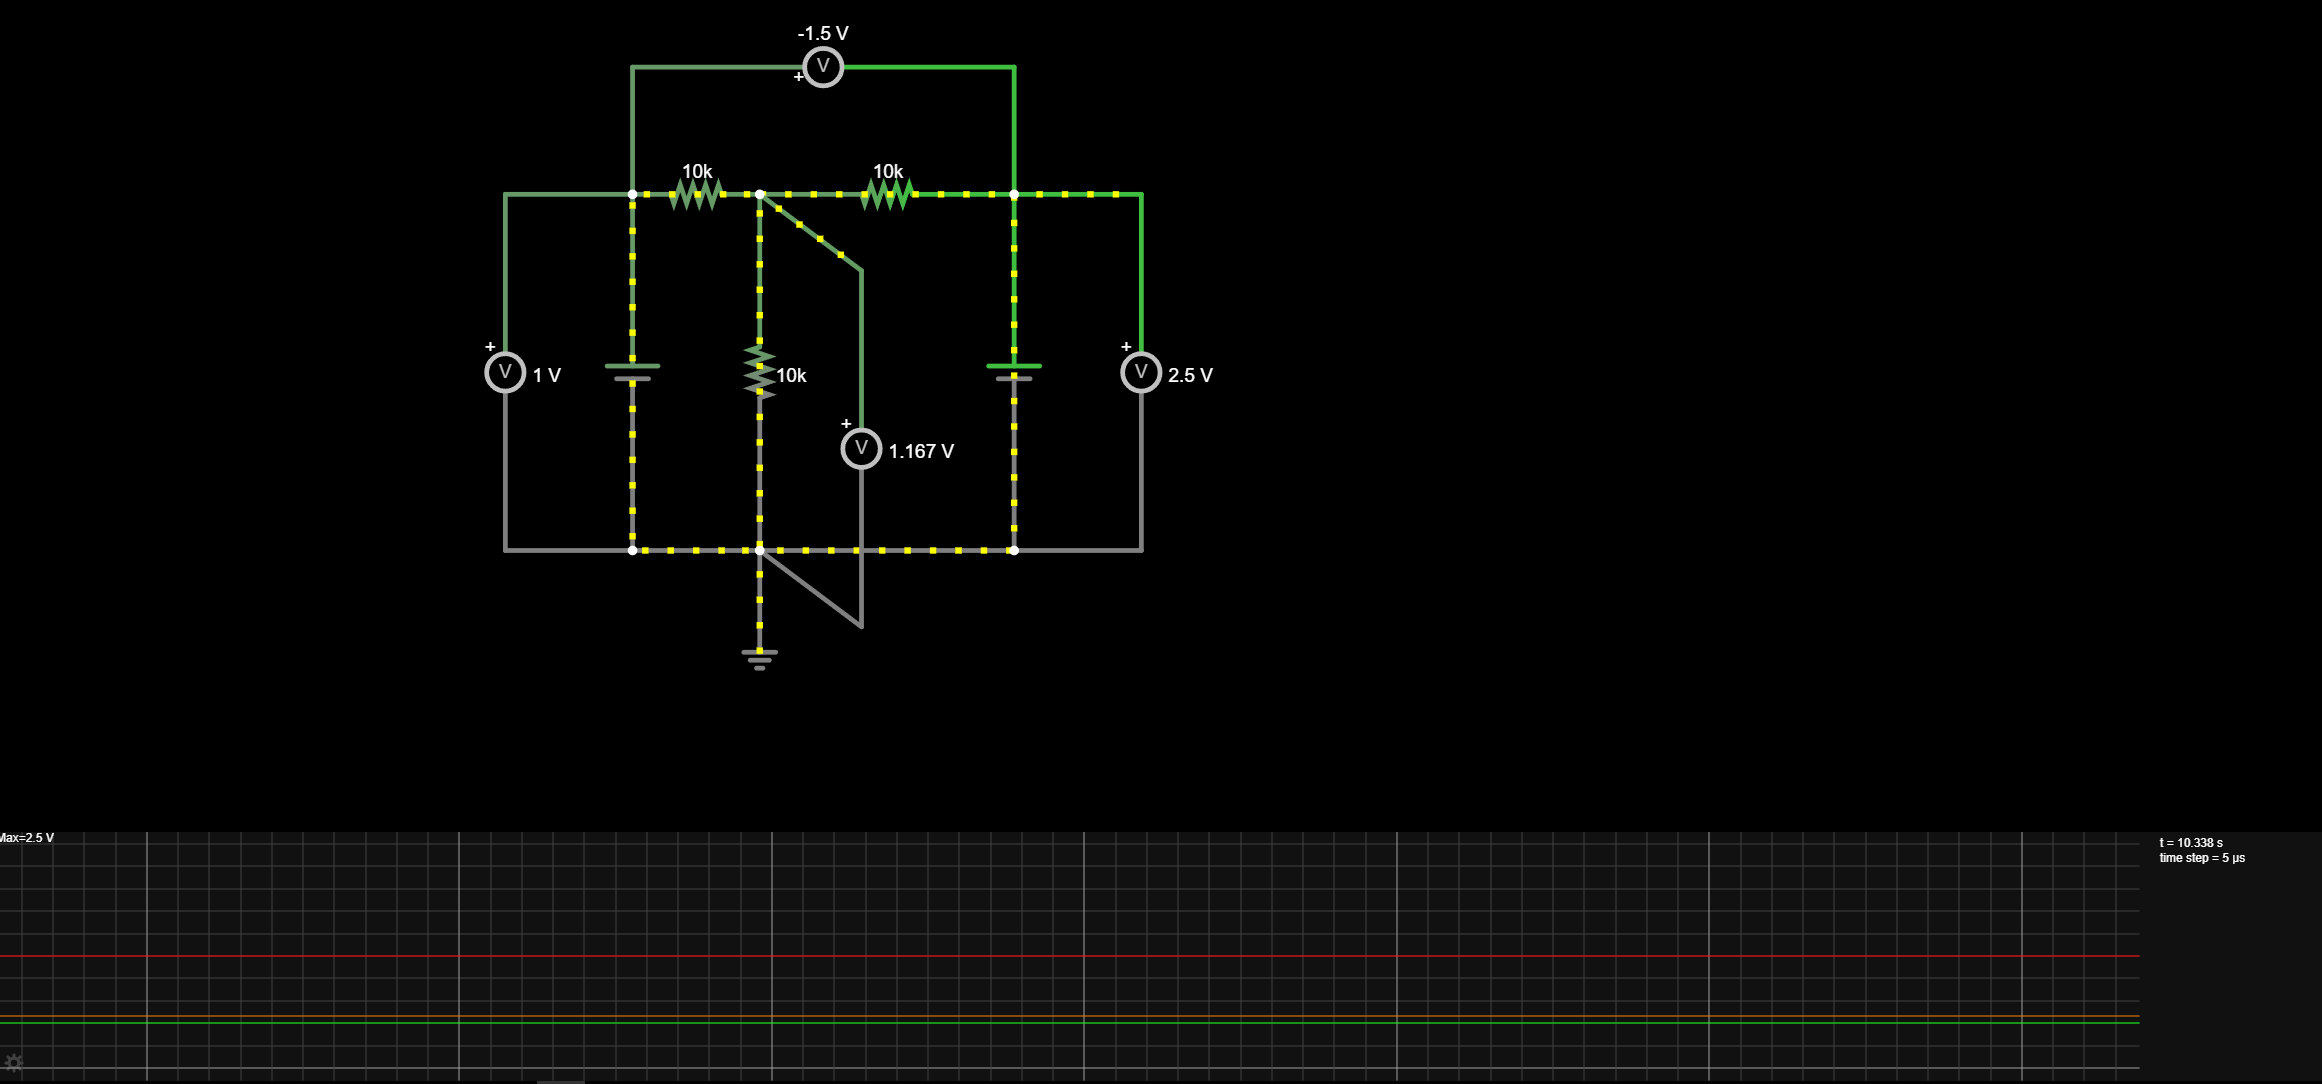 -1.5 V
V
+
10k
10k
+
V
1 V
10k
+
V
1.167 V
+
V
2.5 V
Max=2.5 V
t = 10.338 s
time step = 5 µs